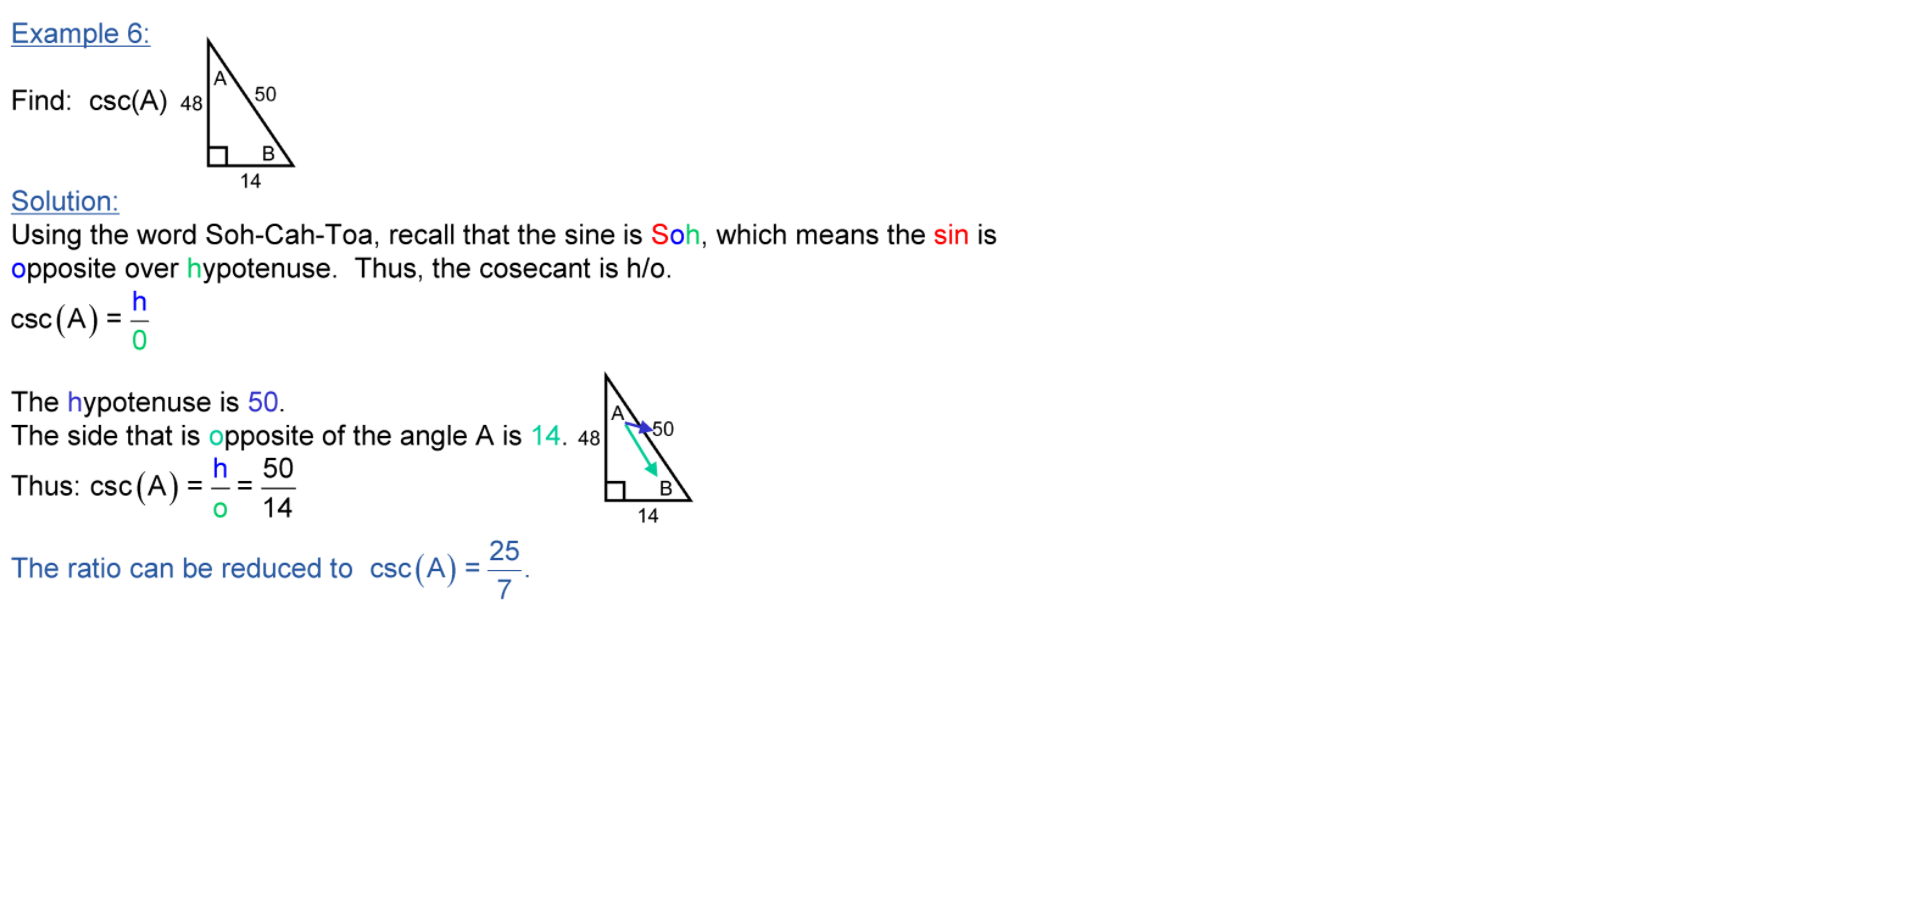 Example 6:
A
Find: csc(A) 48
50
B
14
Solution:
Using the word Soh-Cah-Toa, recall that the sine is Soh, which means the sin is
opposite over hypotenuse. Thus, the cosecant is h/o.
csc(A) = h/0
The hypotenuse is 50.
The side that is opposite of the angle A is 14. 48
A
50
B
14
Thus: csc(A) = h/o = 50/14
The ratio can be reduced to csc(A) = 25/7.